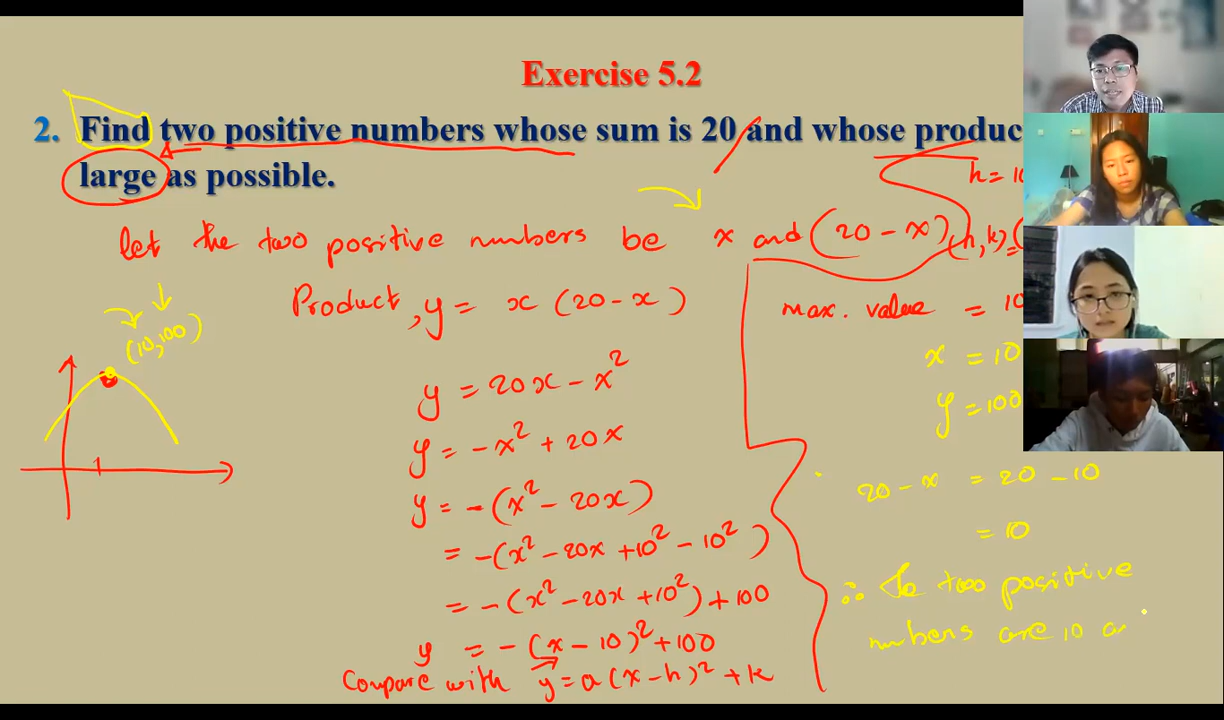 Exercise 5.2
2. Find two positive numbers whose sum is 20 and whose produc
large as possible.
h = 10
let the two positive numbers be x and (20 - x)
(h, k) = (
Product, y = x (20 - x)
max. value = 10
(10, 100)
x = 10
y = 20x - x²
y = 100
y = -x² + 20x
20 - x = 20 - 10
y = -(x² - 20x)
= 10
= -(x² - 20x + 10² - 10²)
= -(x² - 20x + 10²) + 100
∴ The two positive
numbers are 10 a
y = -(x - 10)² + 100
Compare with y = a(x - h)² + k